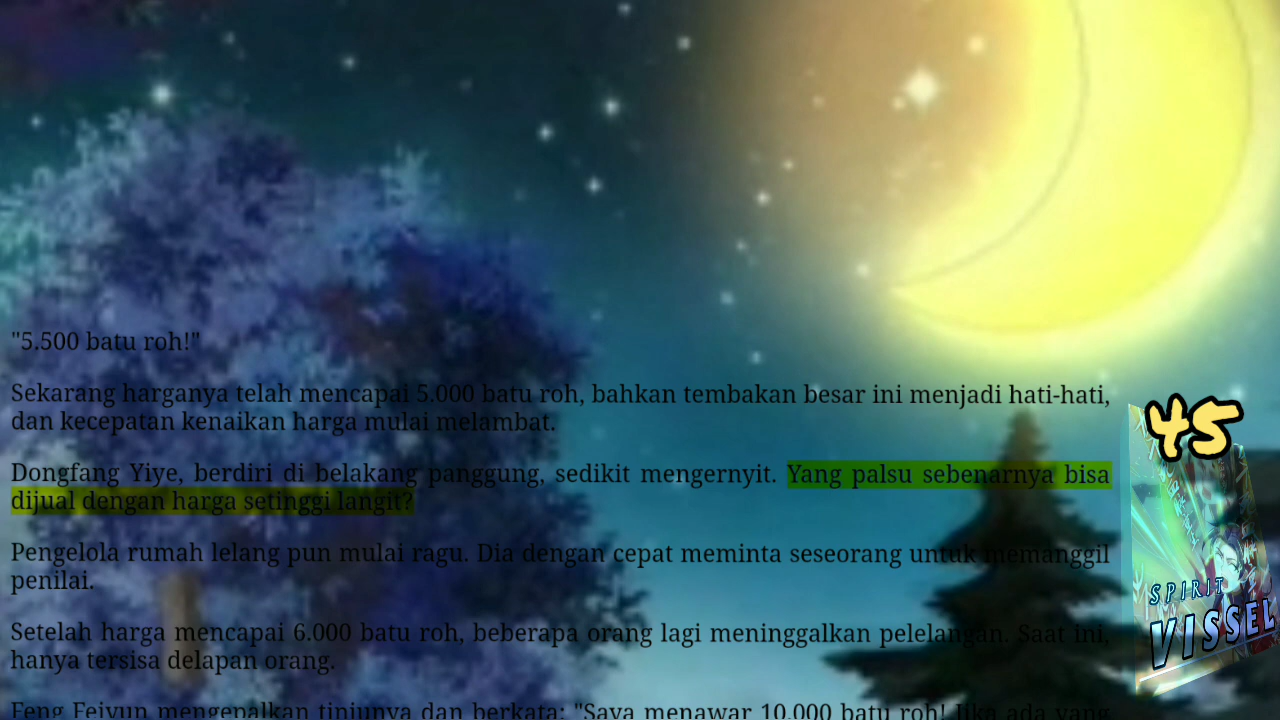 "5.500 batu roh!"
Sekarang harganya telah mencapai 5.000 batu roh, bahkan tembakan besar ini menjadi hati-hati,
dan kecepatan kenaikan harga mulai melambat.
Dongfang Yiye, berdiri di belakang panggung, sedikit mengernyit. Yang palsu sebenarnya bisa
dijual dengan harga setinggi langit?
Pengelola rumah lelang pun mulai ragu. Dia dengan cepat meminta seseorang untuk memanggil
penilai.
Setelah harga mencapai 6.000 batu roh, beberapa orang lagi meninggalkan pelelangan. Saat ini,
hanya tersisa delapan orang.
Feng Feiyun mengepalkan tinjunya dan berkata: "Saya menawar 10.000 batu roh! Jika ada yang
45
SPIRIT
VISSEL